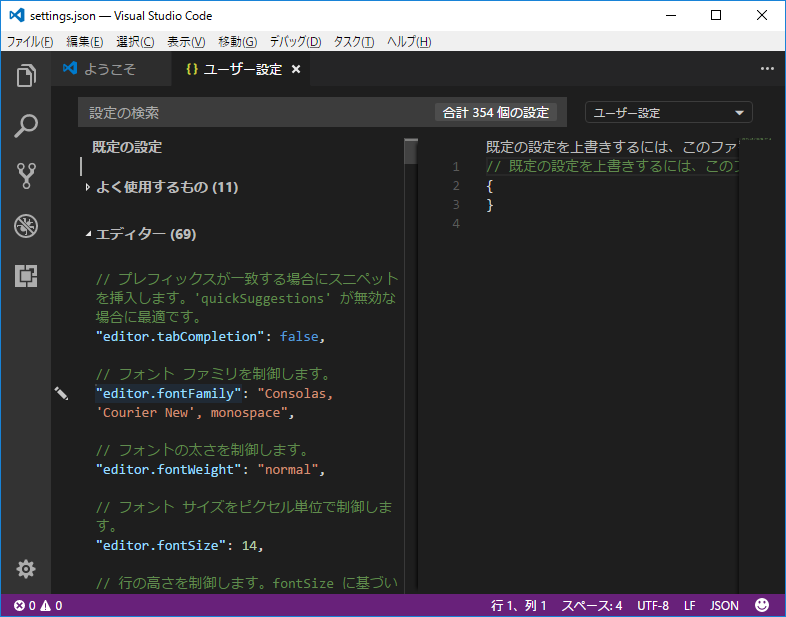 settings.json — Visual Studio Code
ファイル(F) 編集(E) 選択(C) 表示(V) 移動(G) デバッグ(D) タスク(T) ヘルプ(H)
ようこそ {} ユーザー設定 ×
設定の検索 合計 354 個の設定 ユーザー設定
既定の設定
よく使用するもの (11)
エディター (69)
// プレフィックスが一致する場合にスニペット
を挿入します。'quickSuggestions' が無効な
場合に最適です。
"editor.tabCompletion": false,
// フォント ファミリを制御します。
"editor.fontFamily": "Consolas,
'Courier New', monospace",
// フォントの太さを制御します。
"editor.fontWeight": "normal",
// フォント サイズをピクセル単位で制御しま
す。
"editor.fontSize": 14,
// 行の高さを制御します。fontSize に基づい
既定の設定を上書きするには、このファ
1 // 既定の設定を上書きするには、このフ
2 {
3 }
4
0 0 行 1、列 1 スペース: 4 UTF-8 LF JSON